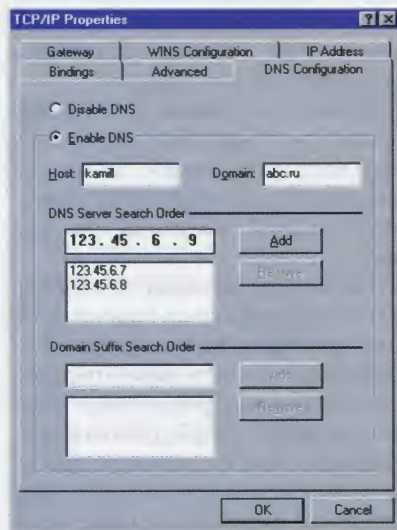 TCP/IP Properties
Gateway WINS Configuration IP Address
Bindings Advanced DNS Configuration
Disable DNS
Enable DNS
Host: kamill Domain: abc.ru
DNS Server Search Order
123. 45 . 6 . 9 Add
123.45.6.7 Remove
123.45.6.8
Domain Suffix Search Order
Add
Remove
OK Cancel